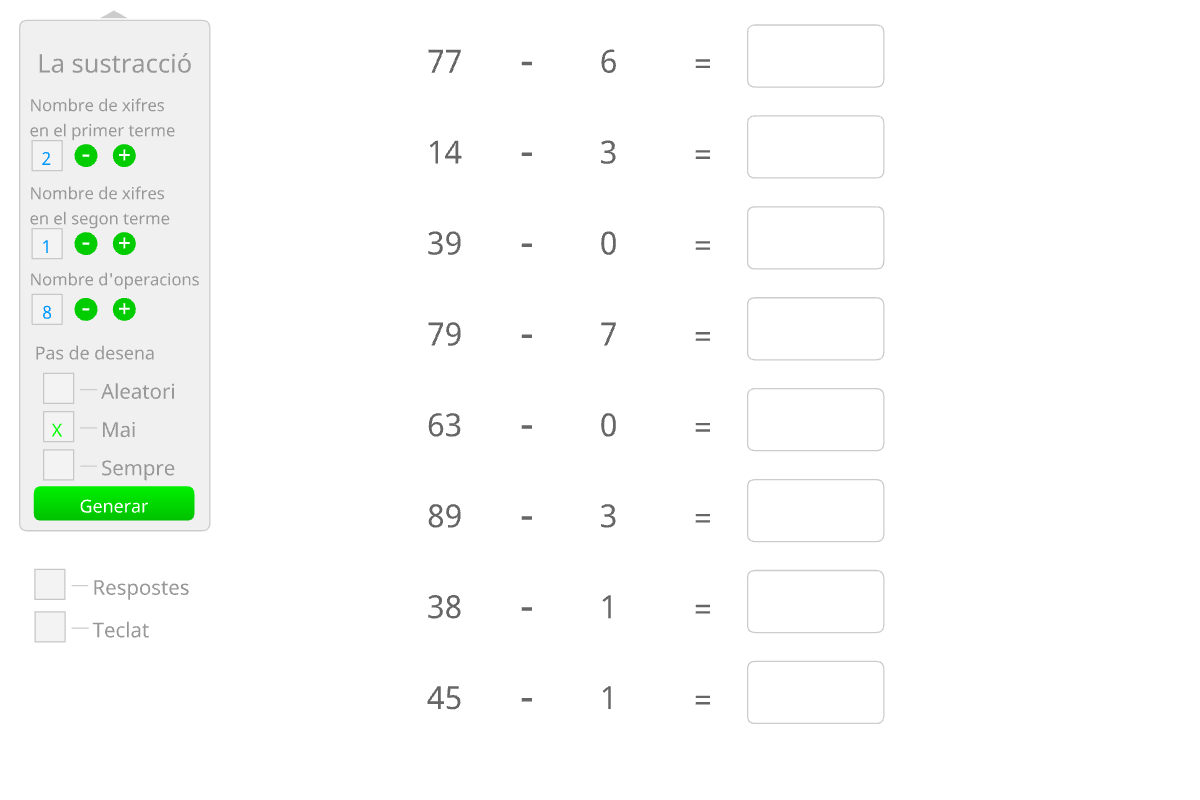 La sustracció
Nombre de xifres
en el primer terme
2 - +
Nombre de xifres
en el segon terme
1 - +
Nombre d'operacions
8 - +
Pas de desena
Aleatori
X Mai
Sempre
Generar
Respostes
Teclat
77 - 6 =
14 - 3 =
39 - 0 =
79 - 7 =
63 - 0 =
89 - 3 =
38 - 1 =
45 - 1 =